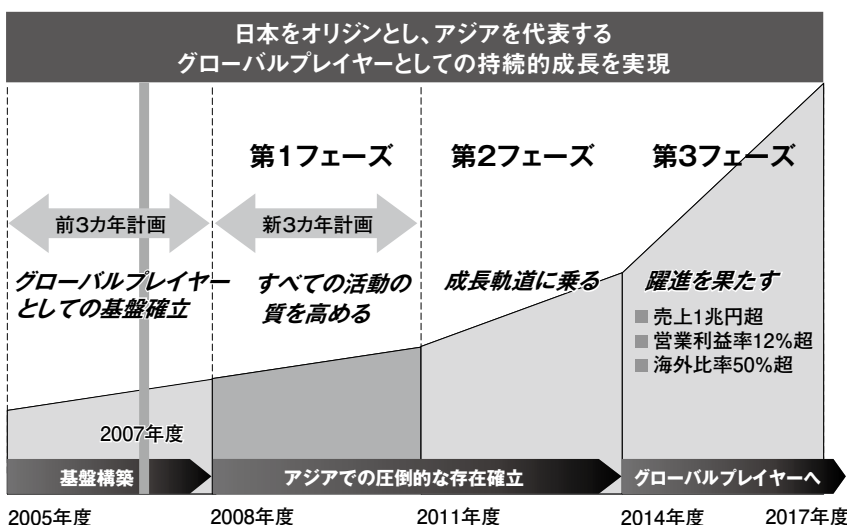 日本をオリジンとし、アジアを代表する
グローバルプレイヤーとしての持続的成長を実現
第1フェーズ
第2フェーズ
第3フェーズ
前3カ年計画
新3カ年計画
グローバルプレイヤー
としての基盤確立
すべての活動の
質を高める
成長軌道に乗る
躍進を果たす
■ 売上1兆円超
■ 営業利益率12%超
■ 海外比率50%超
2007年度
基盤構築
アジアでの圧倒的な存在確立
グローバルプレイヤーへ
2005年度
2008年度
2011年度
2014年度
2017年度